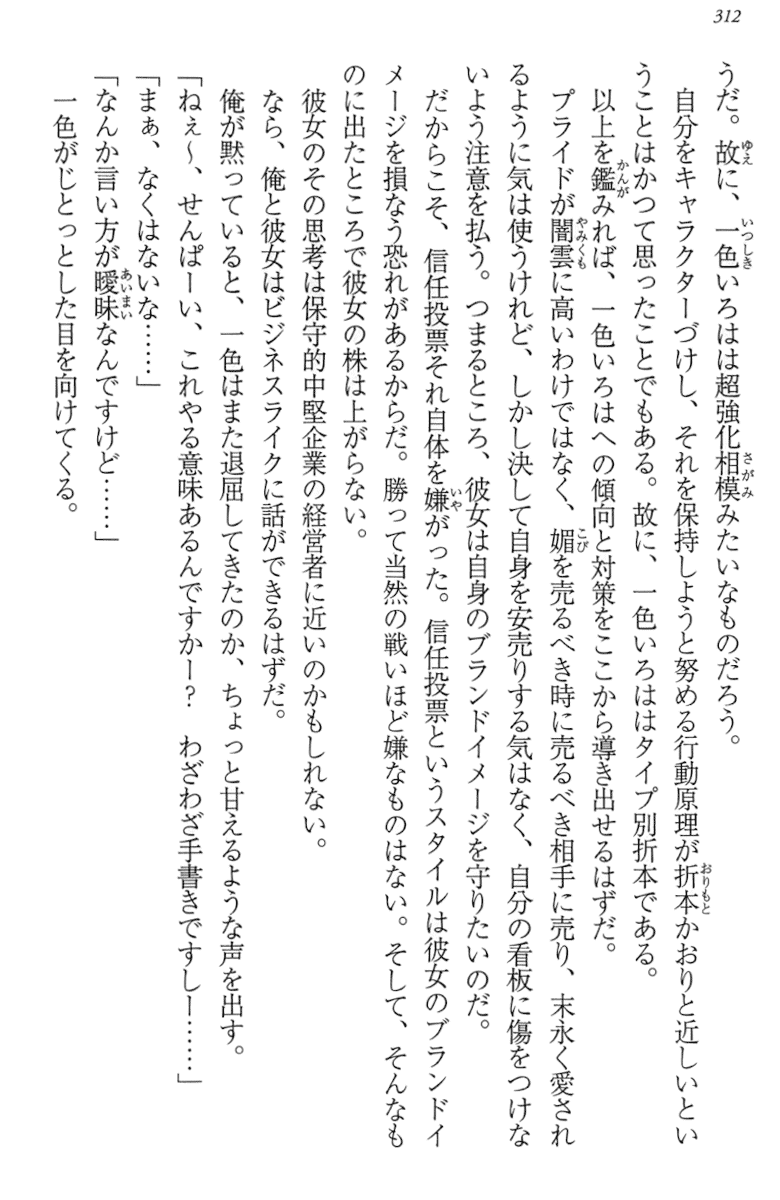 312
うだ。故に、一色いろはは超強化相模みたいなものだろう。
　自分をキャラクターづけし、それを保持しようと努める行動原理が折本かおりと近しいとい
うことはかつて思ったことでもある。故に、一色いろははタイプ別折本である。
　以上を鑑みれば、一色いろはへの傾向と対策をここから導き出せるはずだ。
　プライドが闇雲に高いわけではなく、媚を売るべき時に売るべき相手に売り、末永く愛され
るように気は使うけれど、しかし決して自身を安売りする気はなく、自分の看板に傷をつけな
いよう注意を払う。つまるところ、彼女は自身のブランドイメージを守りたいのだ。
　だからこそ、信任投票それ自体を嫌がった。信任投票というスタイルは彼女のブランドイ
メージを損なう恐れがあるからだ。勝って当然の戦いほど嫌なものはない。そして、そんなも
のに出たところで彼女の株は上がらない。
　彼女のその思考は保守的中堅企業の経営者に近いのかもしれない。
　なら、俺と彼女はビジネスライクに話ができるはずだ。
　俺が黙っていると、一色はまた退屈してきたのか、ちょっと甘えるような声を出す。
「ねぇ～、せんぱーい、これやる意味あるんですかー？　わざわざ手書きですしー……」
「まぁ、なくはないな……」
「なんか言い方が曖昧なんですけど……」
　一色がじとっとした目を向けてくる。